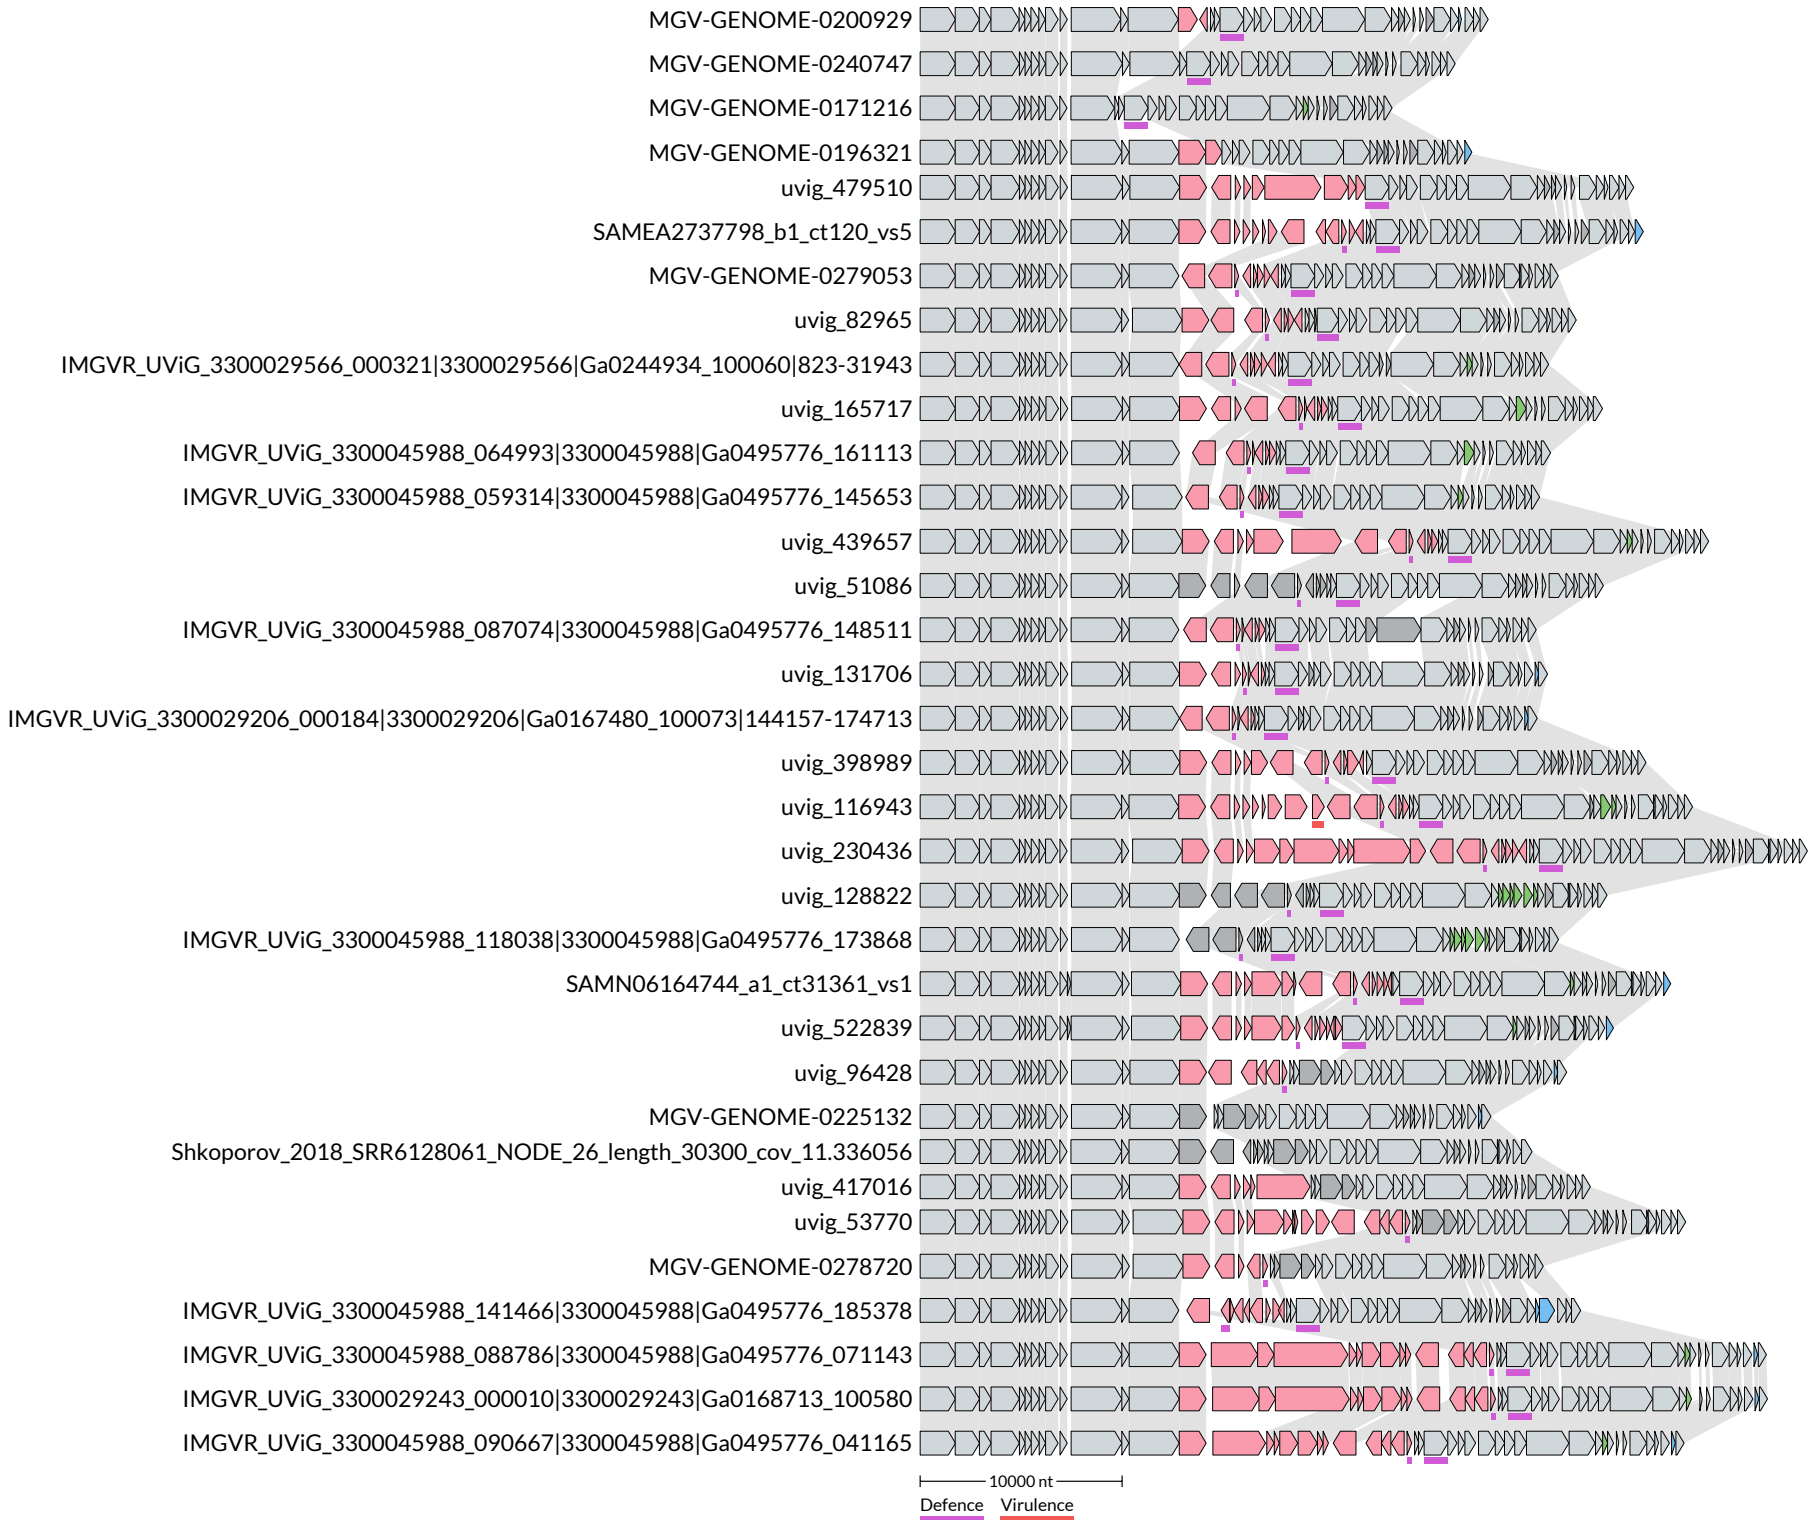 MGV-GENOME-0200929
MGV-GENOME-0240747
MGV-GENOME-0171216
MGV-GENOME-0196321
uvig_479510
SAMEA2737798_b1_ct120_vs5
MGV-GENOME-0279053
uvig_82965
IMGVR_UViG_3300029566_000321|3300029566|Ga0244934_100060|823-31943
uvig_165717
IMGVR_UViG_3300045988_064993|3300045988|Ga0495776_161113
IMGVR_UViG_3300045988_059314|3300045988|Ga0495776_145653
uvig_439657
uvig_51086
IMGVR_UViG_3300045988_087074|3300045988|Ga0495776_148511
uvig_131706
IMGVR_UViG_3300029206_000184|3300029206|Ga0167480_100073|144157-174713
uvig_398989
uvig_116943
uvig_230436
uvig_128822
IMGVR_UViG_3300045988_118038|3300045988|Ga0495776_173868
SAMN06164744_a1_ct31361_vs1
uvig_522839
uvig_96428
MGV-GENOME-0225132
Shkoporov_2018_SRR6128061_NODE_26_length_30300_cov_11.336056
uvig_417016
uvig_53770
MGV-GENOME-0278720
IMGVR_UViG_3300045988_141466|3300045988|Ga0495776_185378
IMGVR_UViG_3300045988_088786|3300045988|Ga0495776_071143
IMGVR_UViG_3300029243_000010|3300029243|Ga0168713_100580
IMGVR_UViG_3300045988_090667|3300045988|Ga0495776_041165
10000 nt
Defence Virulence